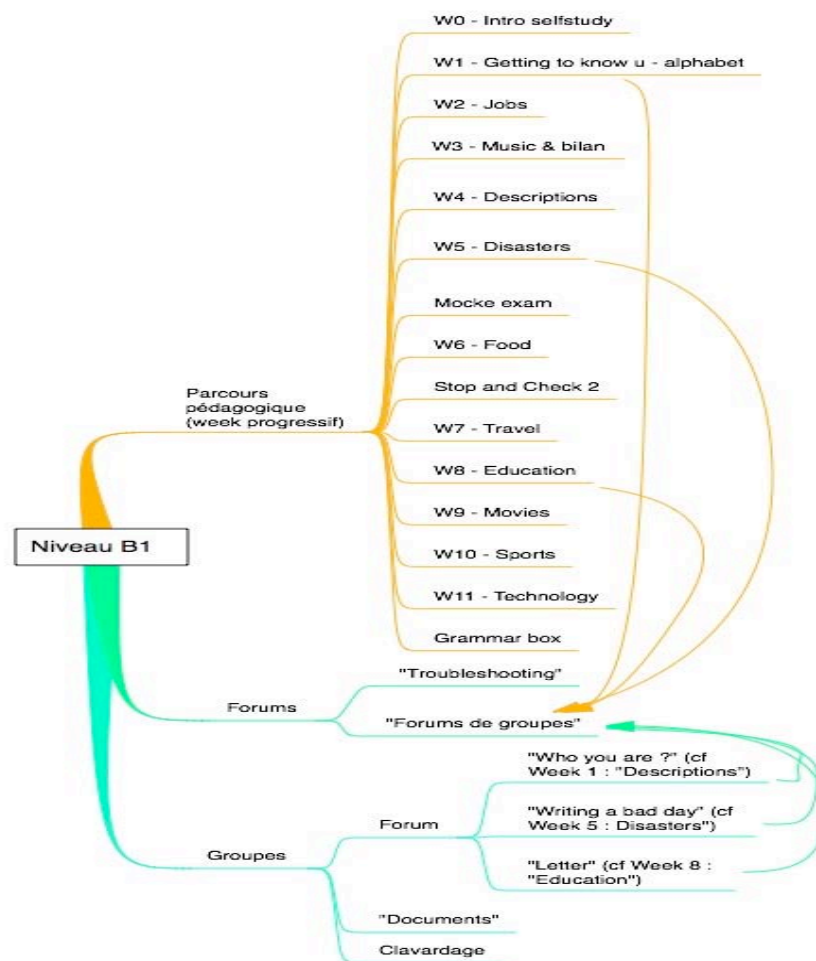 W0 - Intro selfstudy
W1 - Getting to know u - alphabet
W2 - Jobs
W3 - Music & bilan
W4 - Descriptions
W5 - Disasters
Mocke exam
W6 - Food
Stop and Check 2
Parcours
pédagogique
(week progressif)
W7 - Travel
W8 - Education
W9 - Movies
Niveau B1
W10 - Sports
W11 - Technology
Grammar box
"Troubleshooting"
Forums
"Forums de groupes"
"Who you are ?" (cf
Week 1 : "Descriptions")
Forum
"Writing a bad day" (cf
Week 5 : Disasters")
Groupes
"Letter" (cf Week 8 :
"Education")
"Documents"
Clavardage